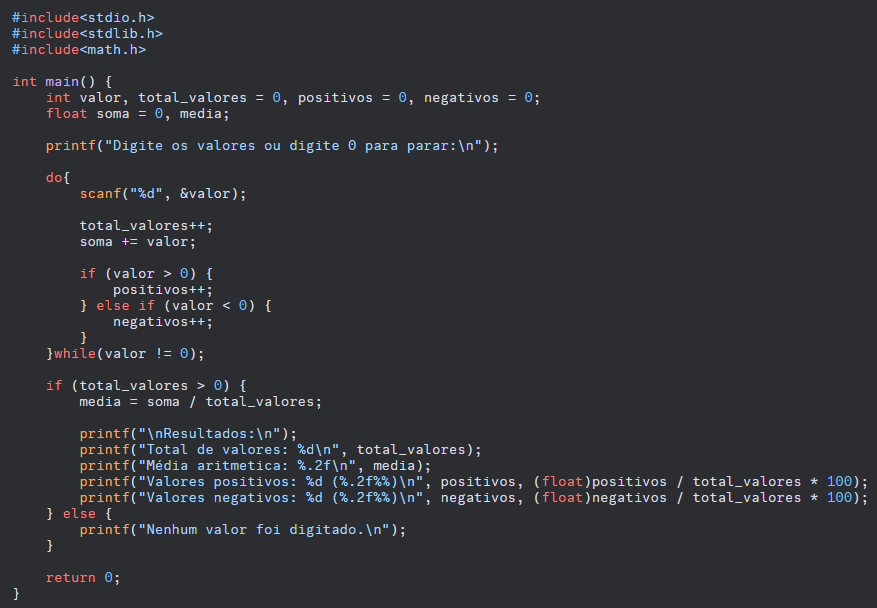 #include<stdio.h>
#include<stdlib.h>
#include<math.h>
int main() {
    int valor, total_valores = 0, positivos = 0, negativos = 0;
    float soma = 0, media;
    printf("Digite os valores ou digite 0 para parar:\n");
    do{
        scanf("%d", &valor);
        total_valores++;
        soma += valor;
        if (valor > 0) {
            positivos++;
        } else if (valor < 0) {
            negativos++;
        }
    }while(valor != 0);
    if (total_valores > 0) {
        media = soma / total_valores;
        printf("\nResultados:\n");
        printf("Total de valores: %d\n", total_valores);
        printf("Média aritmetica: %.2f\n", media);
        printf("Valores positivos: %d (%.2f%%)\n", positivos, (float)positivos / total_valores * 100);
        printf("Valores negativos: %d (%.2f%%)\n", negativos, (float)negativos / total_valores * 100);
    } else {
        printf("Nenhum valor foi digitado.\n");
    }
    return 0;
}